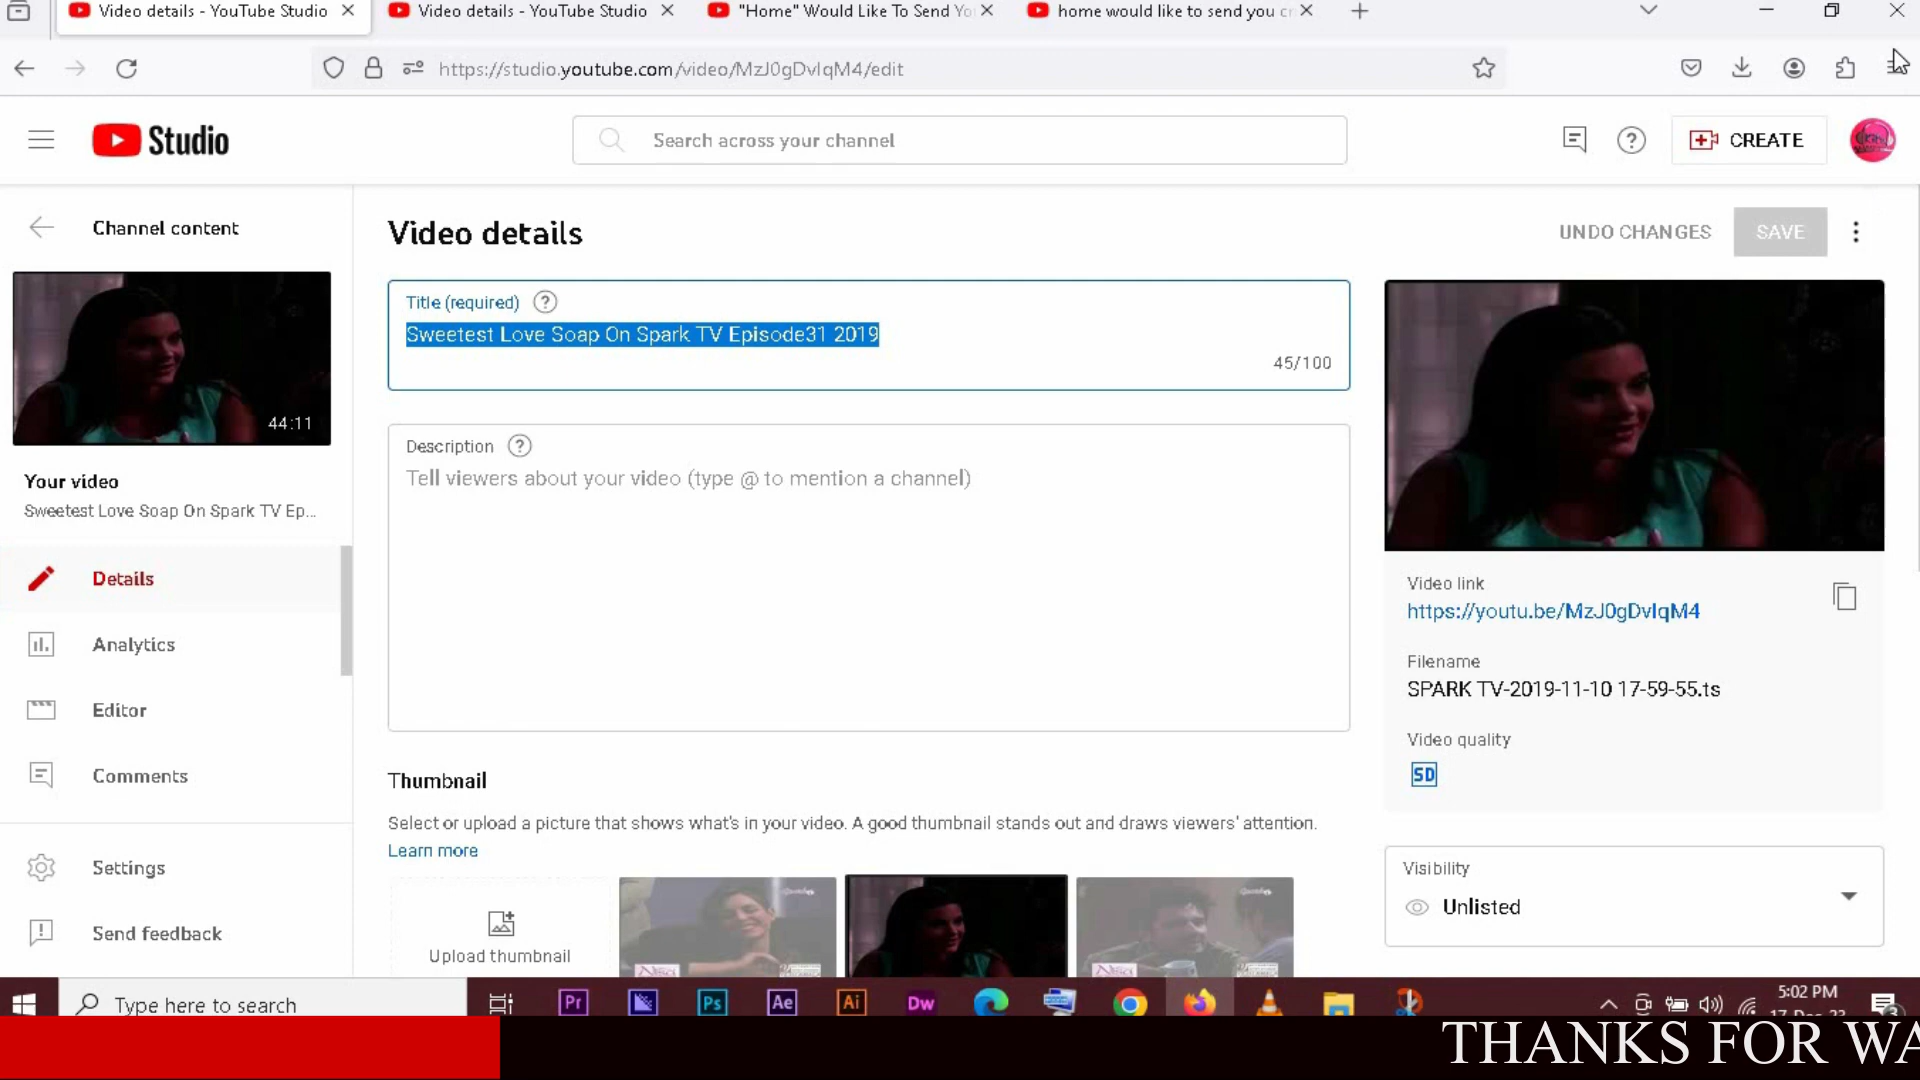 Video details - YouTube Studio
Video details - YouTube Studio
"Home" Would Like To Send Yo
home would like to send you c
https://studio.youtube.com/video/MzJ0gDvIqM4/edit
Studio
Search across your channel
CREATE
Channel content
Video details
UNDO CHANGES
SAVE
Title (required)
Sweetest Love Soap On Spark TV Episode31 2019
45/100
44:11
Description
Tell viewers about your video (type @ to mention a channel)
Your video
Sweetest Love Soap On Spark TV Ep...
Details
Analytics
Editor
Comments
Settings
Send feedback
Video link
https://youtu.be/MzJ0gDvIqM4
Filename
SPARK TV-2019-11-10 17-59-55.ts
Video quality
SD
Thumbnail
Select or upload a picture that shows what's in your video. A good thumbnail stands out and draws viewers' attention.
Learn more
Upload thumbnail
Visibility
Unlisted
Type here to search
Pr
Ps
Ae
Ai
Dw
5:02 PM
17-Dec-23
3
THANKS FOR WA